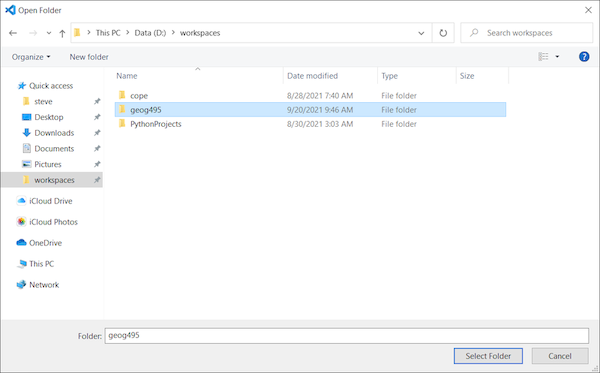 Open Folder
This PC Data (D:) workspaces
Search workspaces
Organize New folder
Name Date modified Type Size
Quick access
steve
Desktop
Downloads
Documents
Pictures
workspaces
iCloud Drive
iCloud Photos
OneDrive
This PC
Network
cope 8/28/2021 7:40 AM File folder
geog495 9/20/2021 9:46 AM File folder
PythonProjects 8/30/2021 3:03 AM File folder
Folder: geog495
Select Folder Cancel